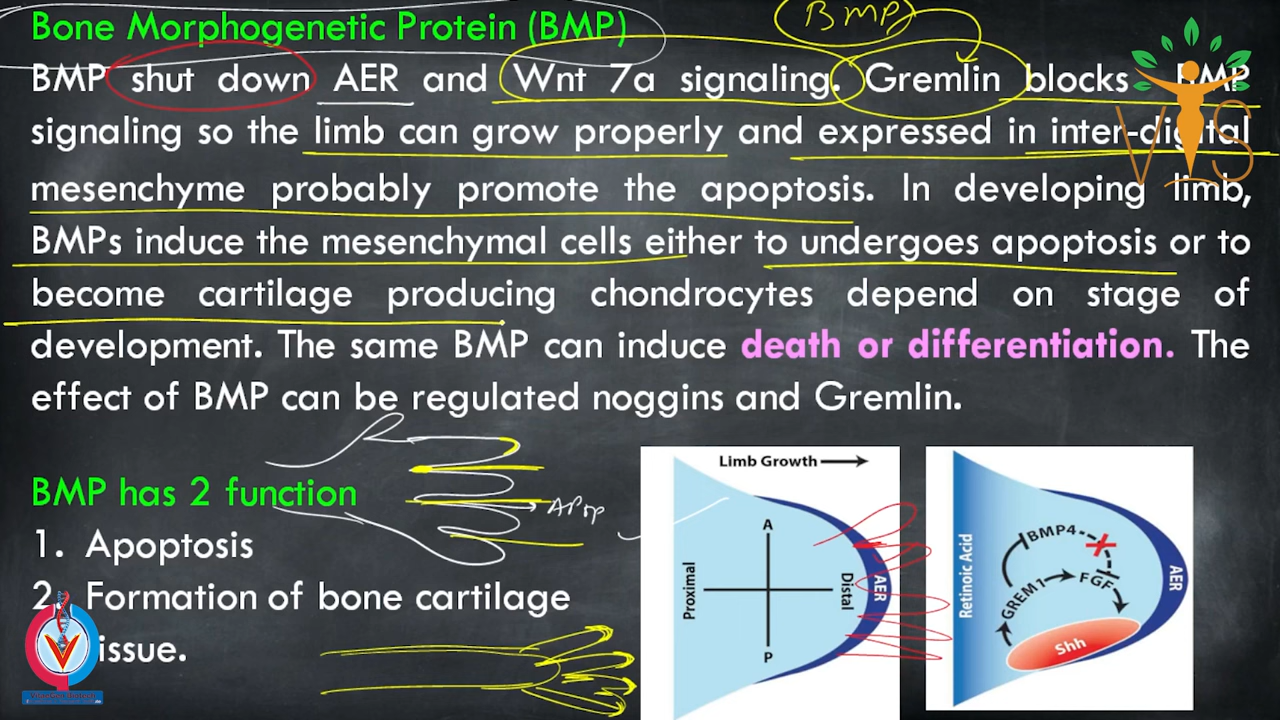 Bone Morphogenetic Protein (BMP)
BMP
BMP shut down AER and Wnt 7a signaling. Gremlin blocks BMP
signaling so the limb can grow properly and expressed in inter-digital
mesenchyme probably promote the apoptosis. In developing limb,
BMPs induce the mesenchymal cells either to undergoes apoptosis or to
become cartilage producing chondrocytes depend on stage of
development. The same BMP can induce death or differentiation. The
effect of BMP can be regulated noggins and Gremlin.
VIS
BMP has 2 function
1. Apoptosis
2. Formation of bone cartilage
issue.
APOP
Limb Growth
A
Proximal
Distal
AER
P
Retinoic Acid
BMP4
GREM1
FGF
Shh
AER
V